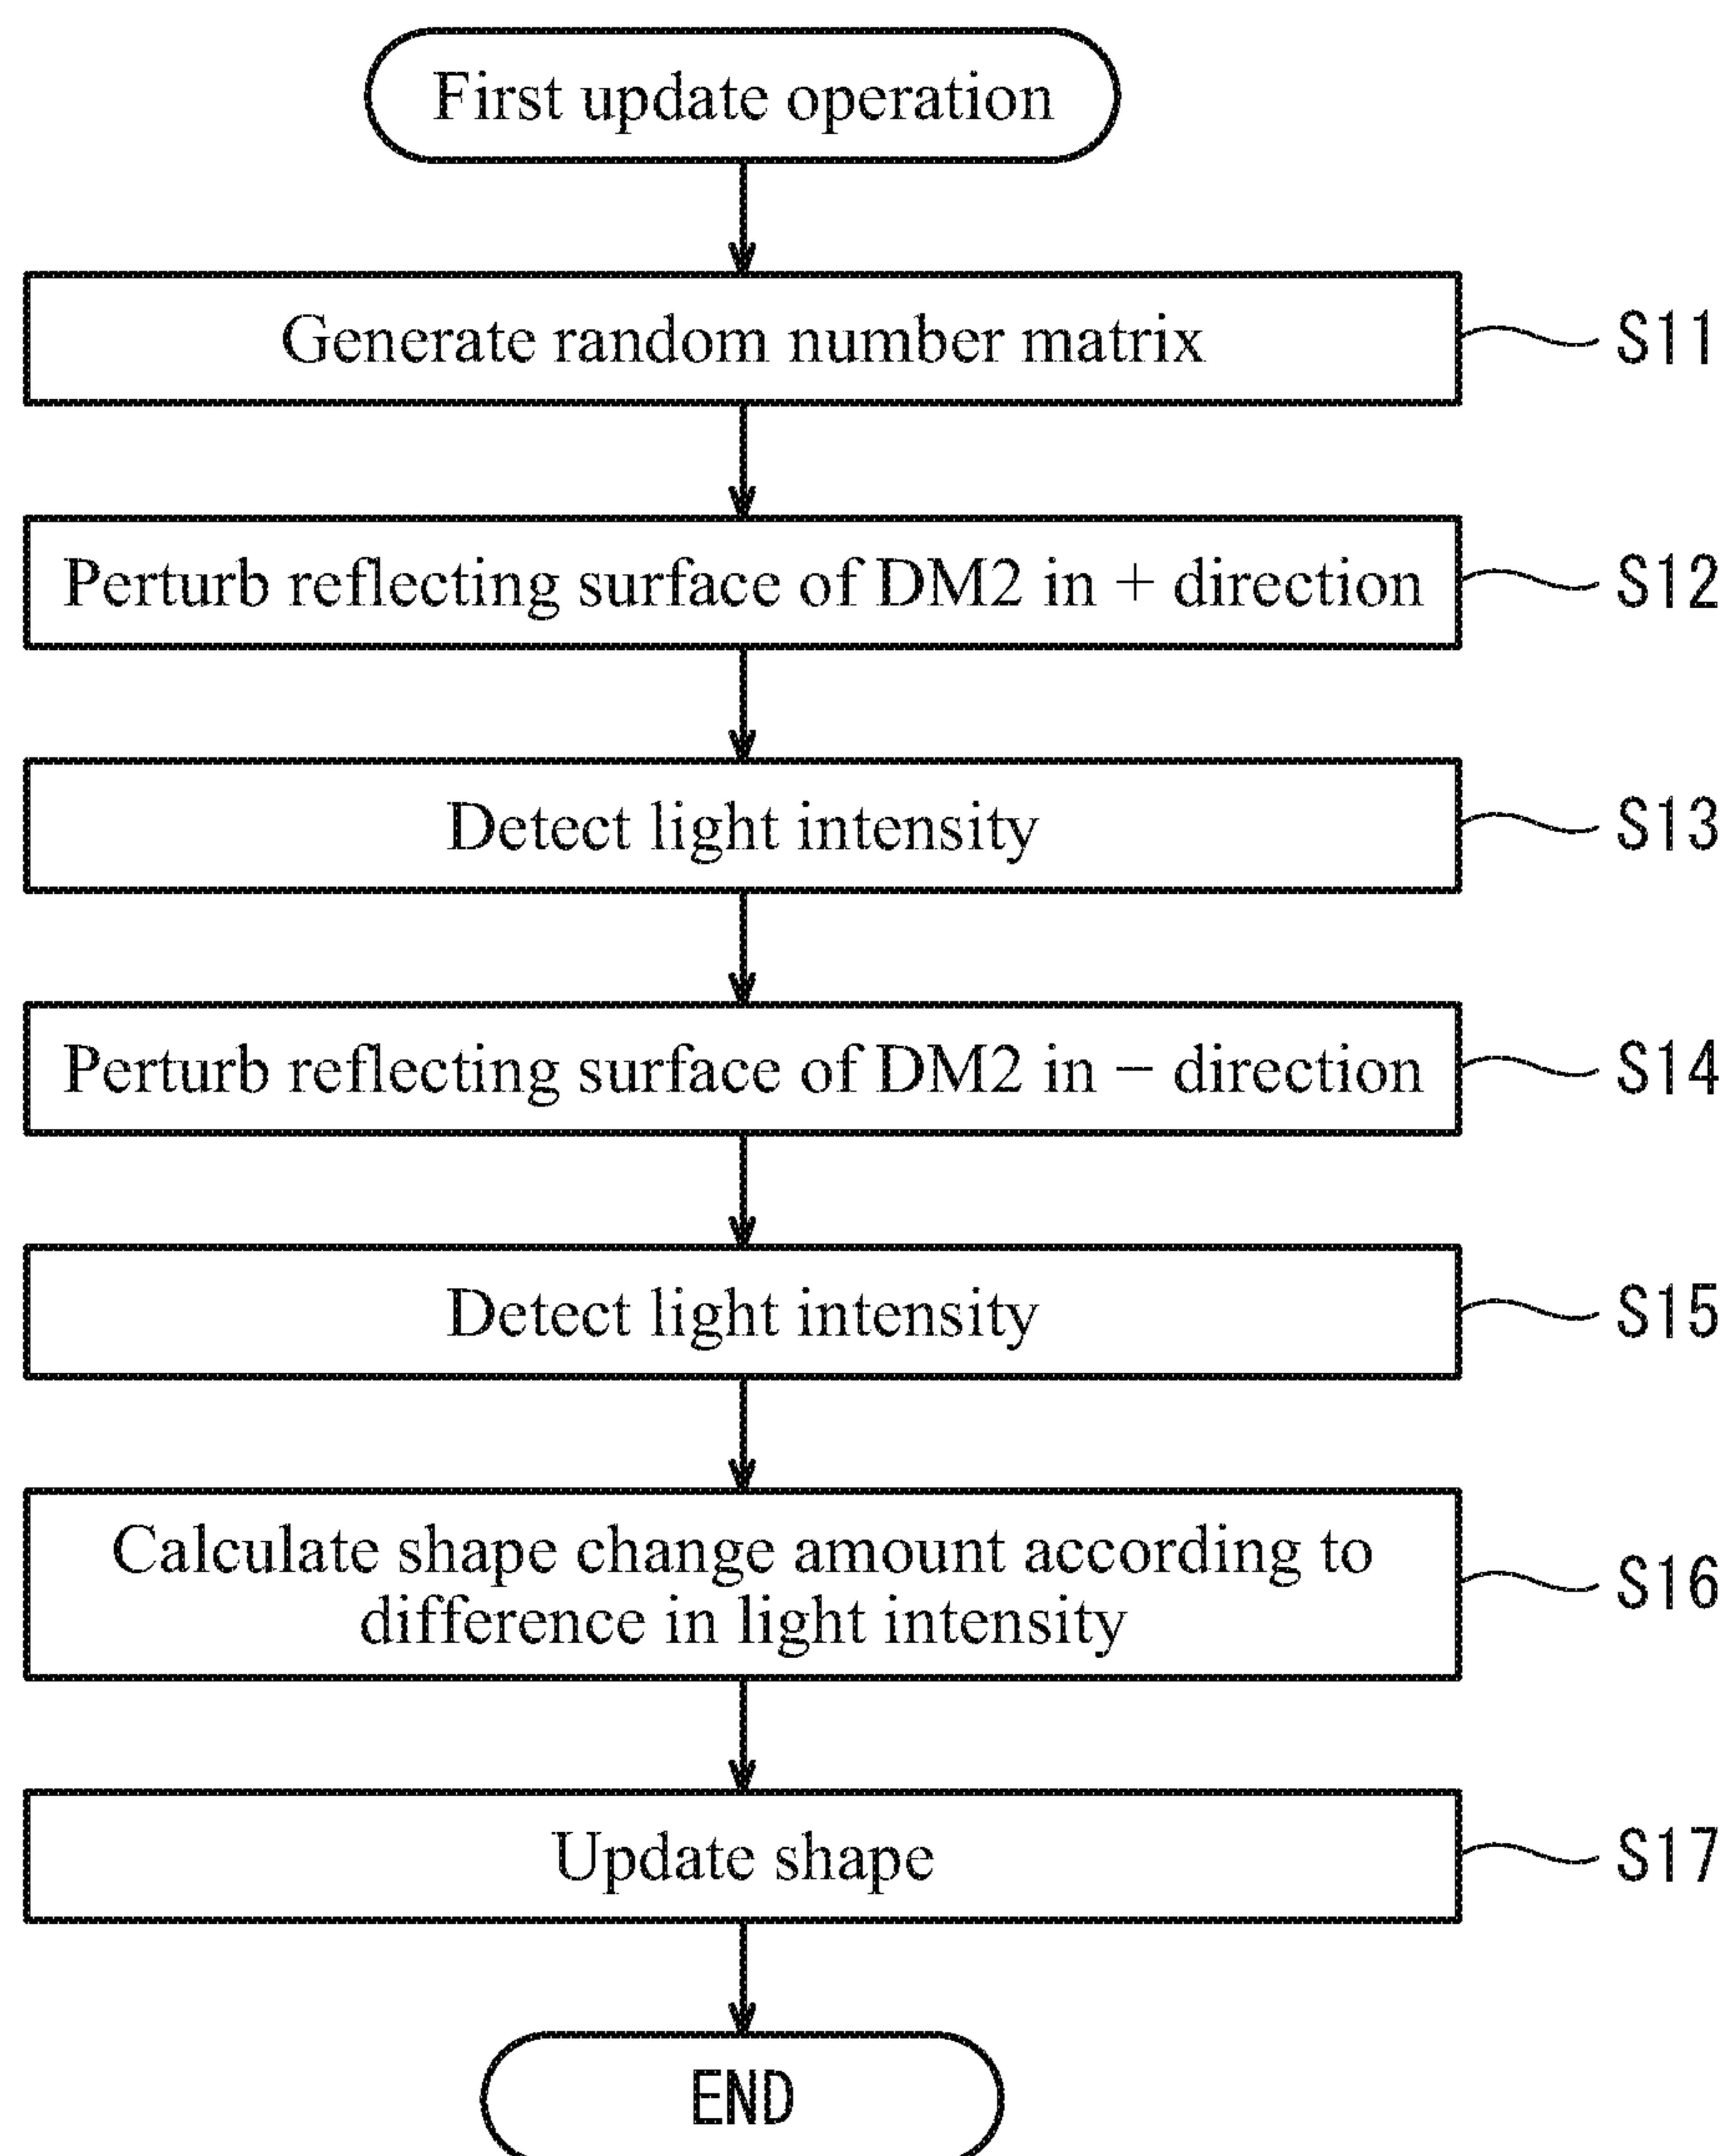 First update operation
Generate random number matrix
S11
Perturb reflecting surface of DM2 in + direction
S12
Detect light intensity
S13
Perturb reflecting surface of DM2 in − direction
S14
Detect light intensity
S15
Calculate shape change amount according to
difference in light intensity
S16
Update shape
S17
END